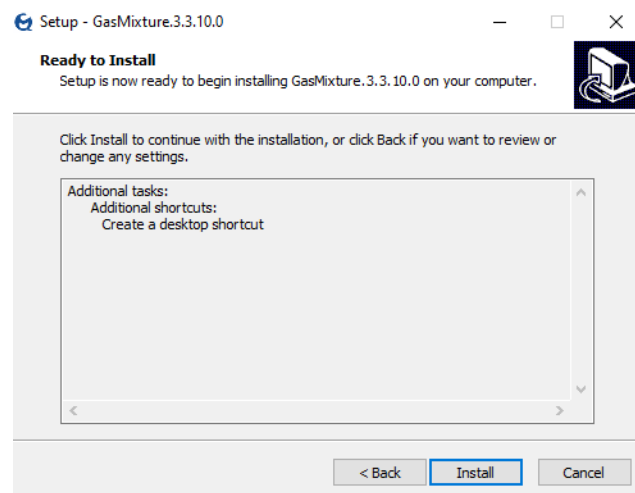 Setup - GasMixture.3.3.10.0
Ready to Install
Setup is now ready to begin installing GasMixture.3.3.10.0 on your computer.
Click Install to continue with the installation, or click Back if you want to review or
change any settings.
Additional tasks:
Additional shortcuts:
Create a desktop shortcut
< Back
Install
Cancel